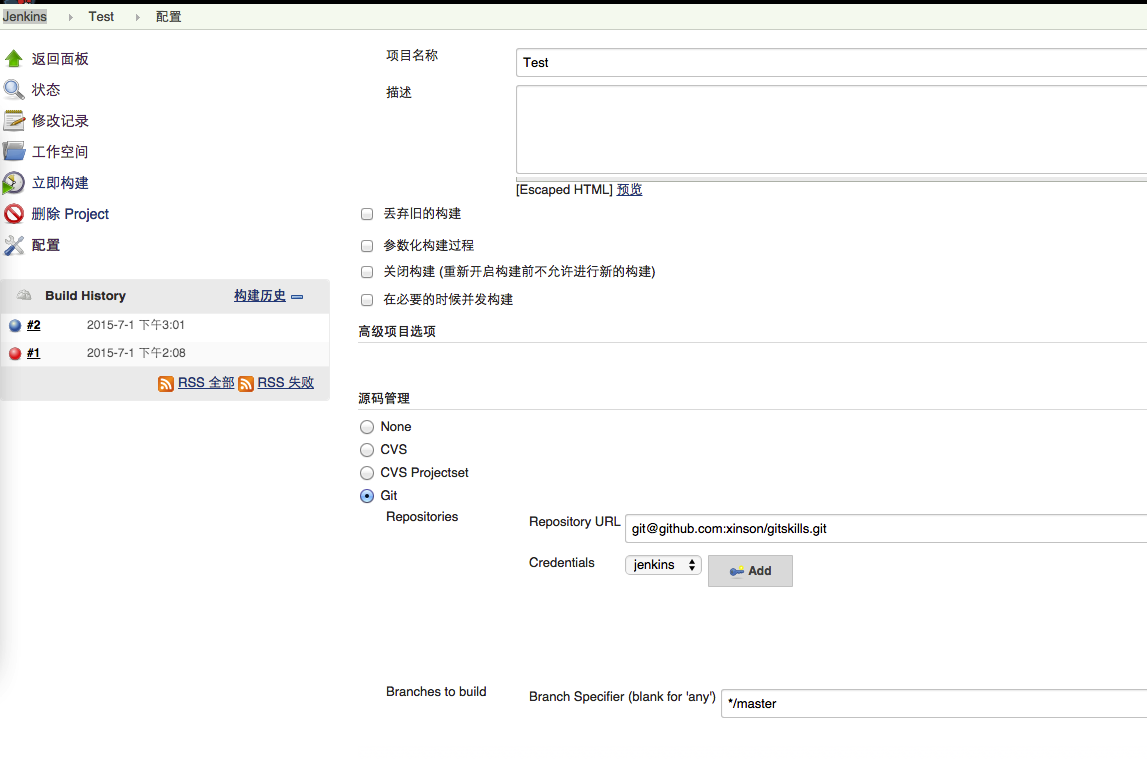 Jenkins Test 配置
返回面板
状态
修改记录
工作空间
立即构建
删除 Project
配置
Build History 构建历史
#2 2015-7-1 下午3:01
#1 2015-7-1 下午2:08
RSS 全部 RSS 失败
项目名称 Test
描述
[Escaped HTML] 预览
丢弃旧的构建
参数化构建过程
关闭构建 (重新开启构建前不允许进行新的构建)
在必要的时候并发构建
高级项目选项
源码管理
None
CVS
CVS Projectset
Git
Repositories
Repository URL git@github.com:xinson/gitskills.git
Credentials jenkins Add
Branches to build
Branch Specifier (blank for 'any') */master